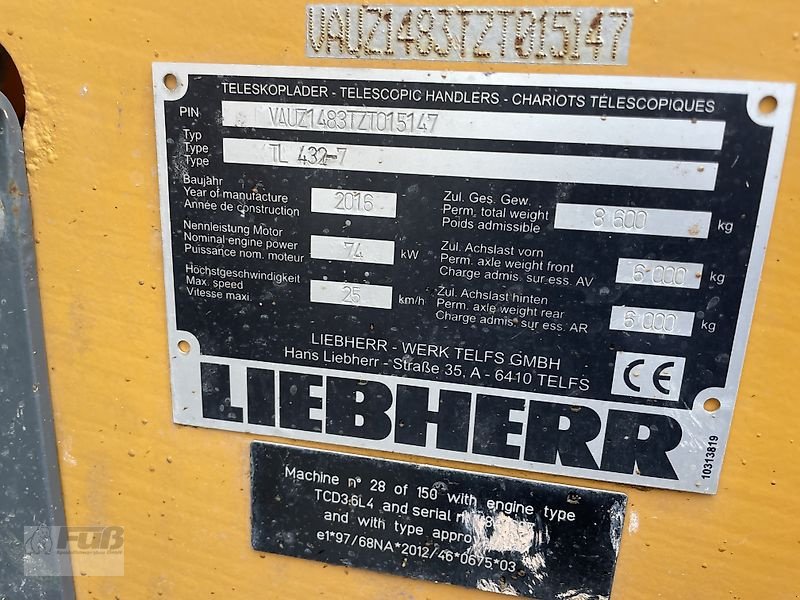 VAUZ1483TZT015147
TELESKOPLADER - TELESCOPIC HANDLERS - CHARIOTS TÉLESCOPIQUES
PIN VAUZ1483TZT015147
Typ
Type TL 432-7
Type
Baujahr
Year of manufacture 2016
Année de construction
Nennleistung Motor
Nominal engine power 74 kW
Puissance nom. moteur
Höchstgeschwindigkeit
Max. speed 25 km/h
Vitesse maxi.
Zul. Ges. Gew.
Perm. total weight 8 600 kg
Poids admissible
Zul. Achslast vorn
Perm. axle weight front 6 000 kg
Charge admis. sur ess. AV
Zul. Achslast hinten
Perm. axle weight rear 6 000 kg
Charge admis. sur ess. AR
LIEBHERR - WERK TELFS GMBH
Hans Liebherr - Straße 35, A - 6410 TELFS
CE
LIEBHERR
10313819
Machine n° 28 of 150 with engine type
TCD3.6L4 and serial
and with type
e1*97/68NA*2012/46*0675*03
FÜß